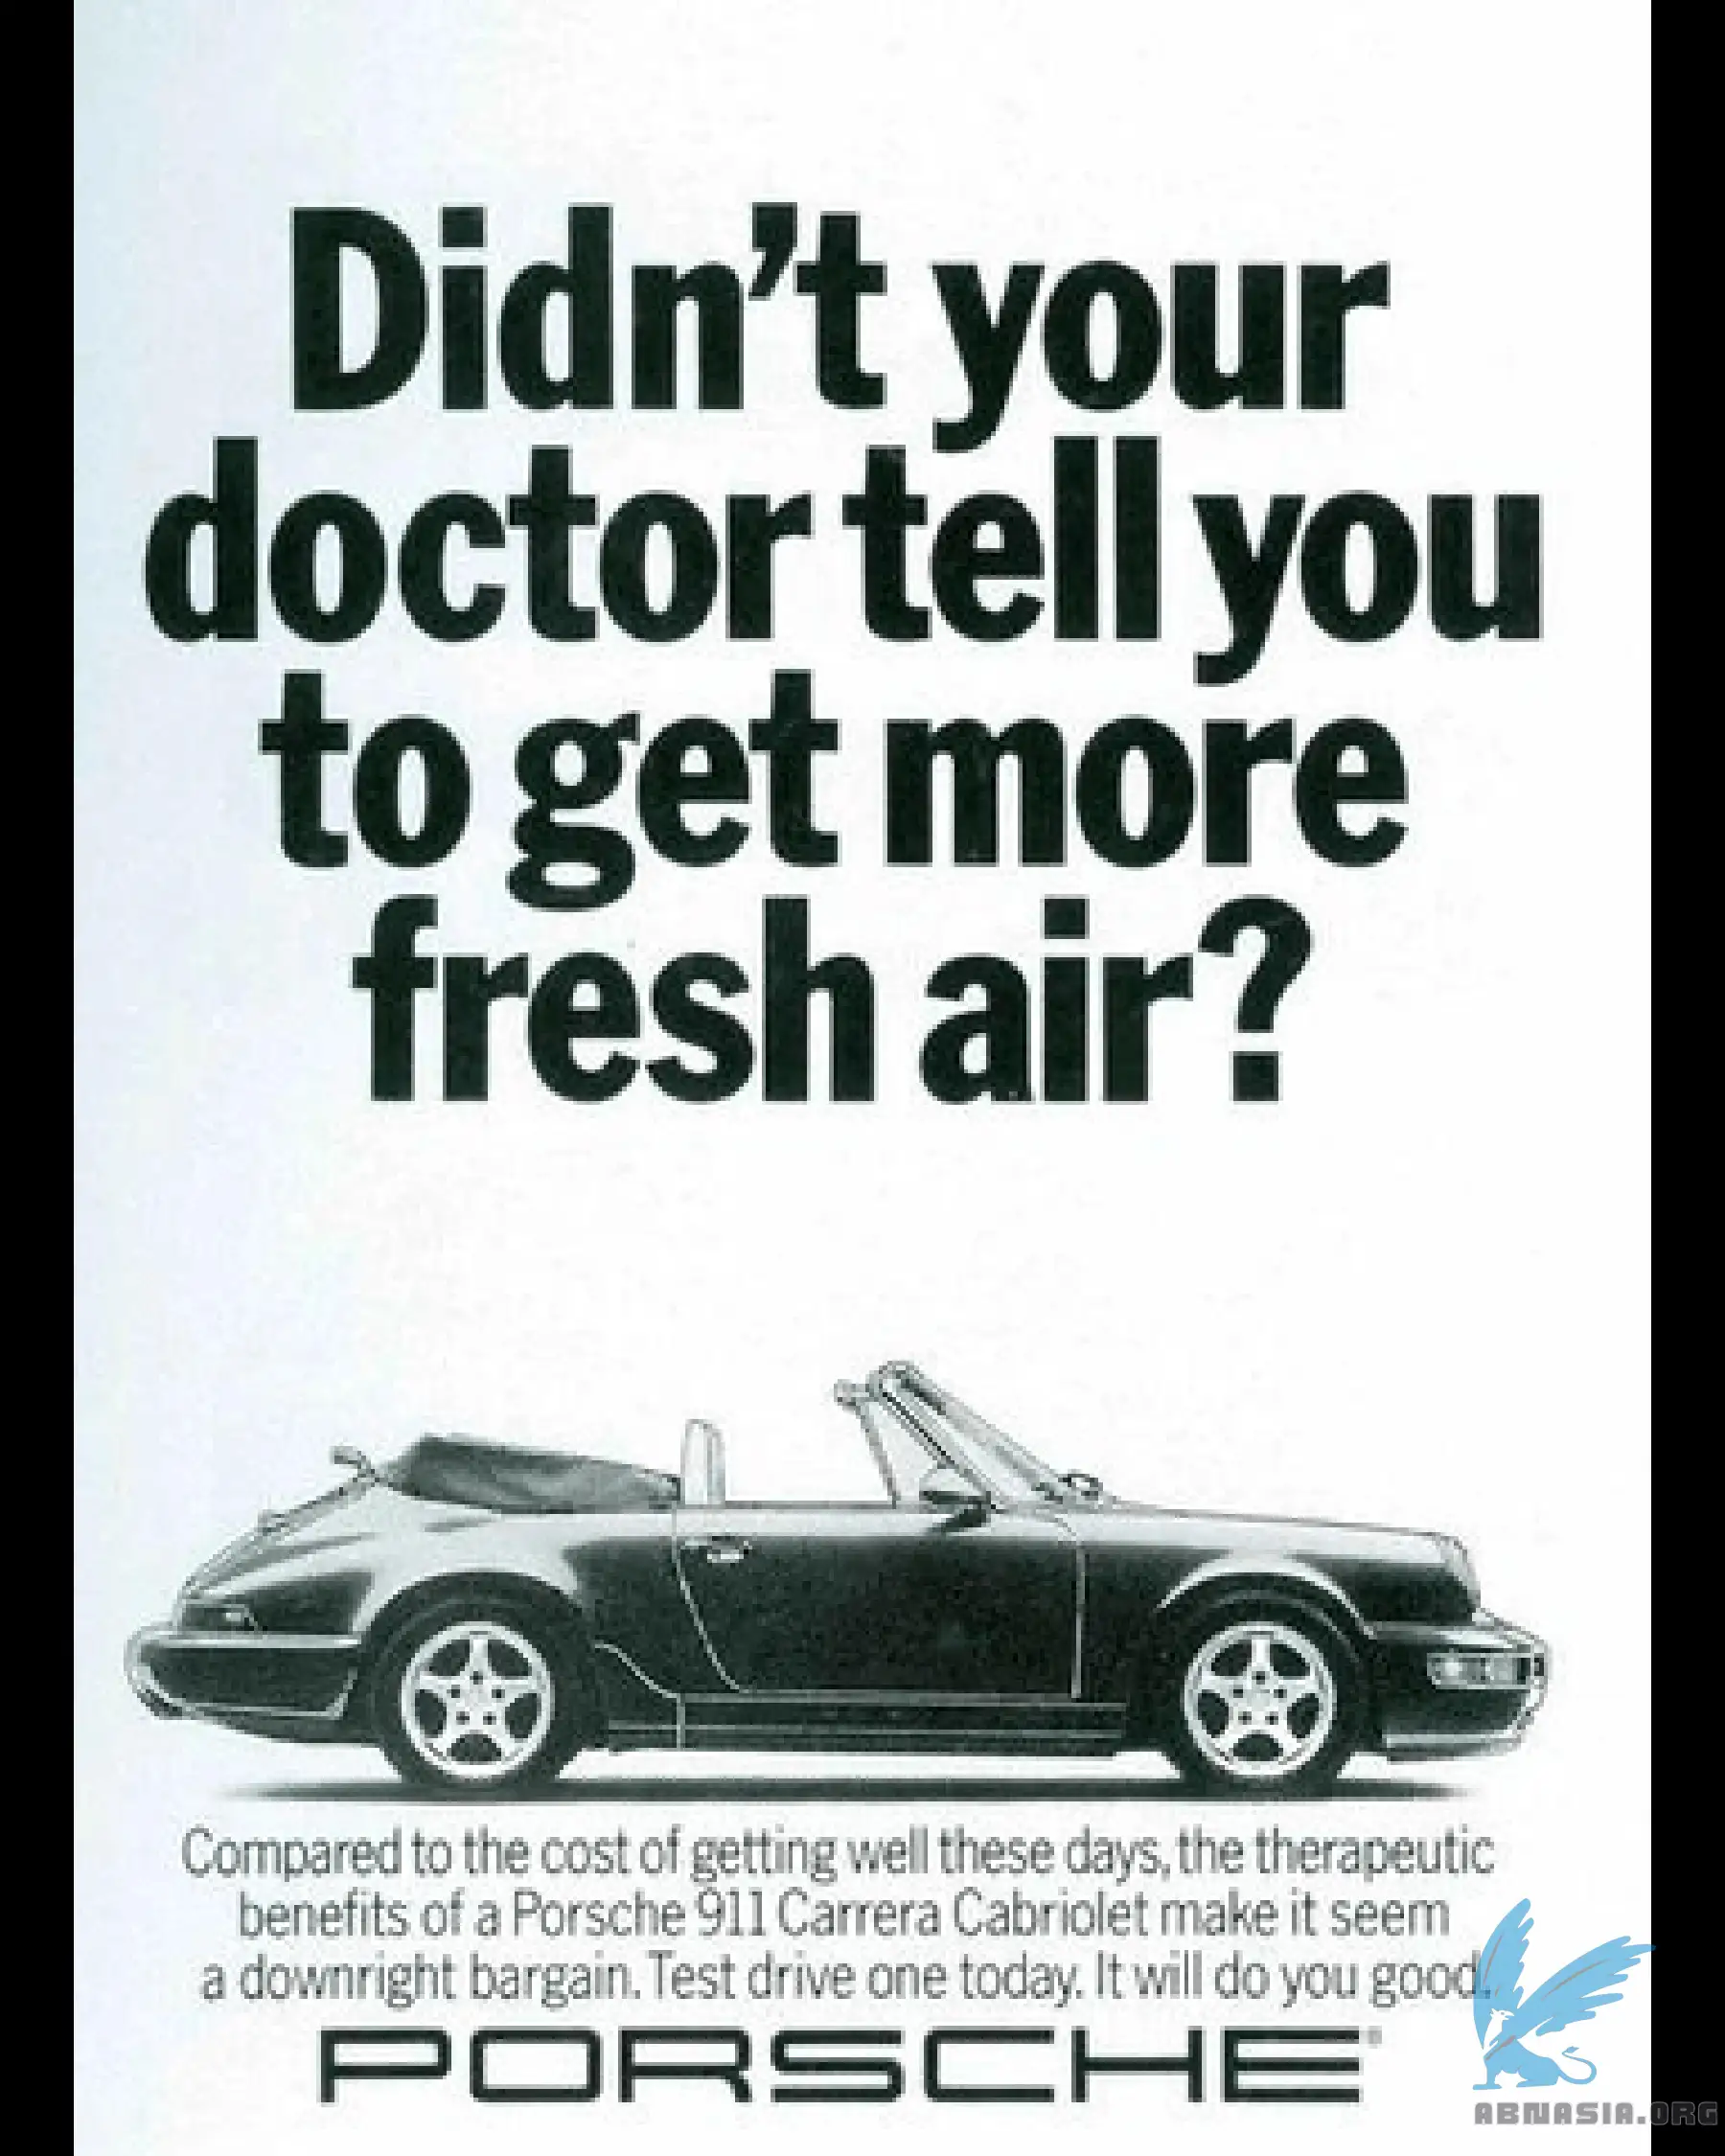 Didn't your
doctor tell you
to get more
fresh air?
Compared to the cost of getting well these days, the therapeutic
benefits of a Porsche 911 Carrera Cabriolet make it seem
a downright bargain. Test drive one today. It will do you good.
PORSCHE®
ABNASIA.ORG